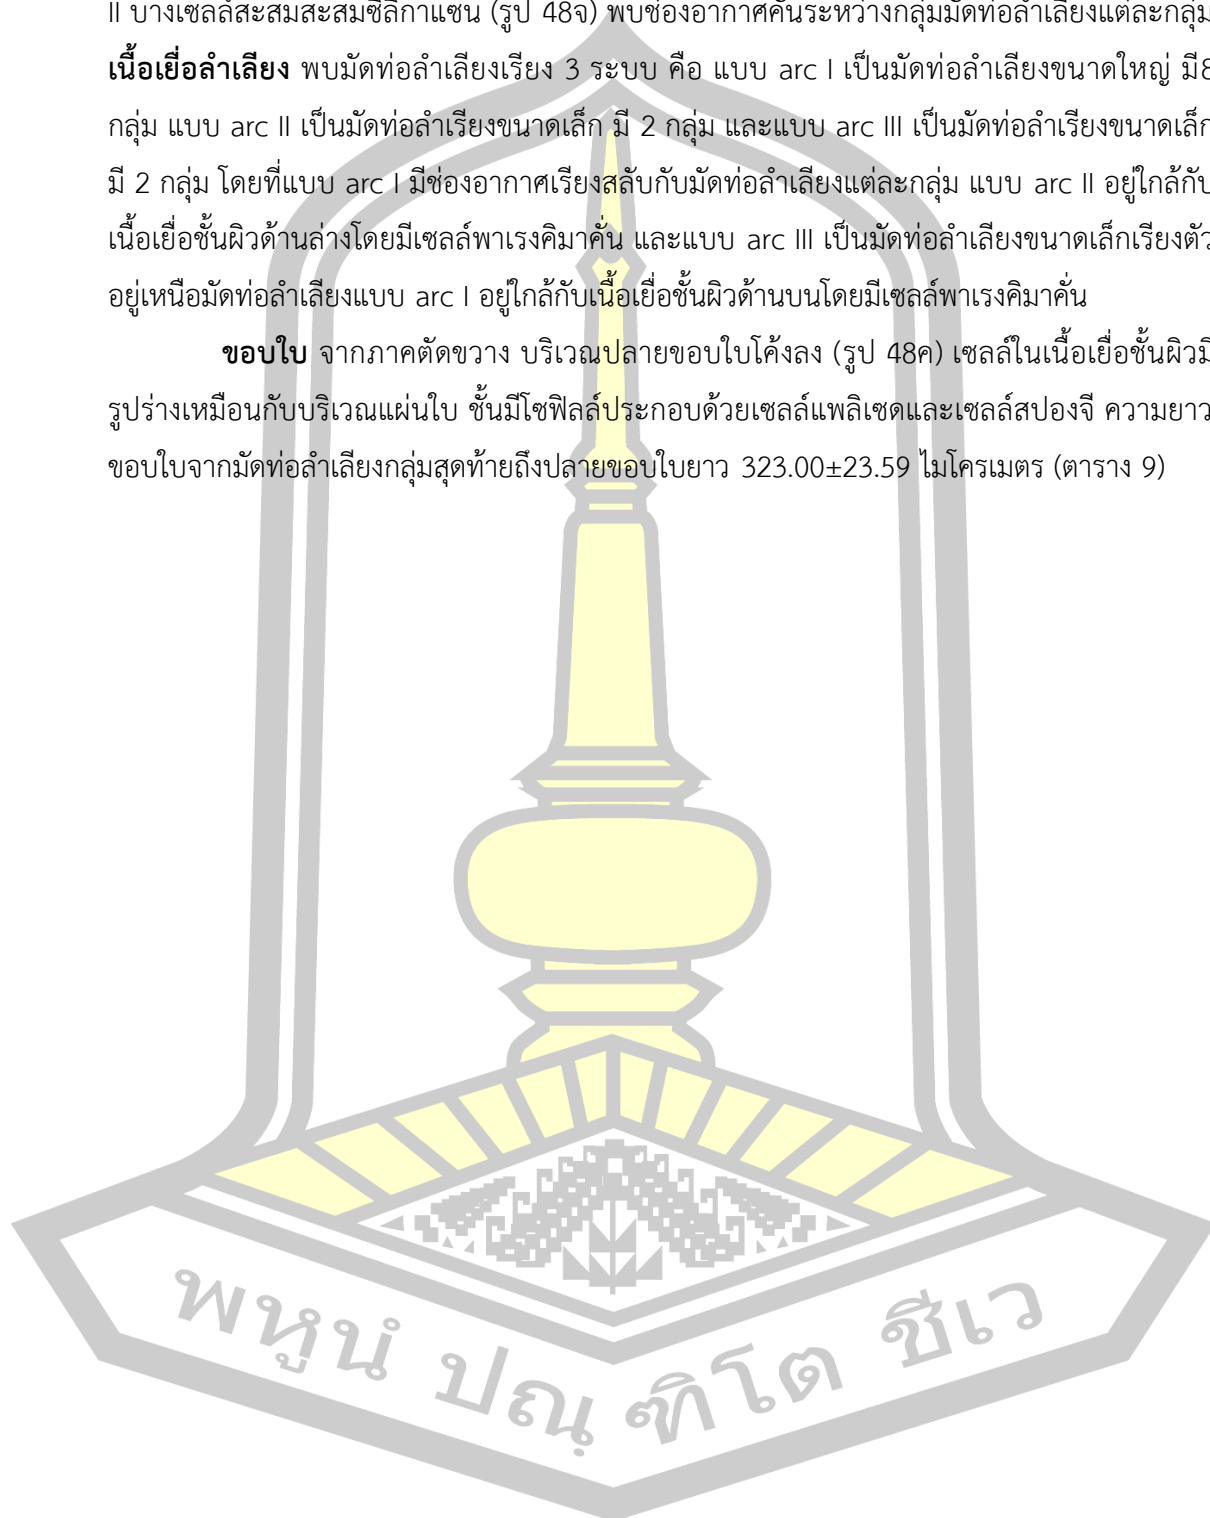 II บางเซลล์สะสมสะสมซิลิกาแซน (รูป 48จ) พบช่องอากาศคั่นระหว่างกลุ่มมัดท่อลำเลียงแต่ละกลุ่ม
เนื้อเยื่อลำเลียง พบมัดท่อลำเลียงเรียง 3 ระบบ คือ แบบ arc I เป็นมัดท่อลำเลียงขนาดใหญ่ มี8
กลุ่ม แบบ arc II เป็นมัดท่อลำเรียงขนาดเล็ก มี 2 กลุ่ม และแบบ arc III เป็นมัดท่อลำเรียงขนาดเล็ก
มี 2 กลุ่ม โดยที่แบบ arc I มีช่องอากาศเรียงสลับกับมัดท่อลำเลียงแต่ละกลุ่ม แบบ arc II อยู่ใกล้กับ
เนื้อเยื่อชั้นผิวด้านล่างโดยมีเซลล์พาเรงคิมาคั่น และแบบ arc III เป็นมัดท่อลำเลียงขนาดเล็กเรียงตัว
อยู่เหนือมัดท่อลำเลียงแบบ arc I อยู่ใกล้กับเนื้อเยื่อชั้นผิวด้านบนโดยมีเซลล์พาเรงคิมาคั่น
ขอบใบ จากภาคตัดขวาง บริเวณปลายขอบใบโค้งลง (รูป 48ค) เซลล์ในเนื้อเยื่อชั้นผิวมี
รูปร่างเหมือนกับบริเวณแผ่นใบ ชั้นมีโซฟิลล์ประกอบด้วยเซลล์แพลิเซดและเซลล์สปองจี ความยาว
ขอบใบจากมัดท่อลำเลียงกลุ่มสุดท้ายถึงปลายขอบใบยาว 323.00±23.59 ไมโครเมตร (ตาราง 9)
พหูนํ ปณฺฑิโต ชีเว